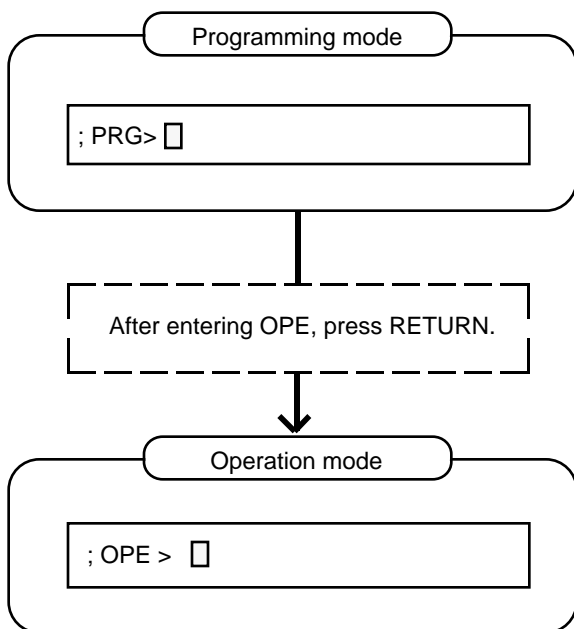 Programming mode
; PRG>
After entering OPE, press RETURN.
Operation mode
; OPE >